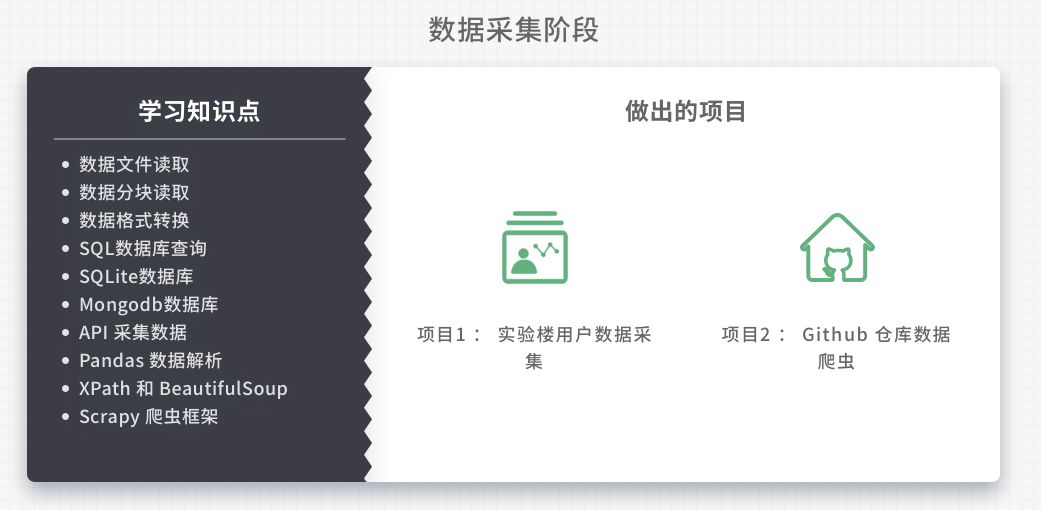 数据采集阶段
学习知识点
数据文件读取
数据分块读取
数据格式转换
SQL数据库查询
SQLite数据库
Mongodb数据库
API 采集数据
Pandas 数据解析
XPath 和 BeautifulSoup
Scrapy 爬虫框架
做出的项目
项目1： 实验楼用户数据采
集
项目2： Github 仓库数据
爬虫